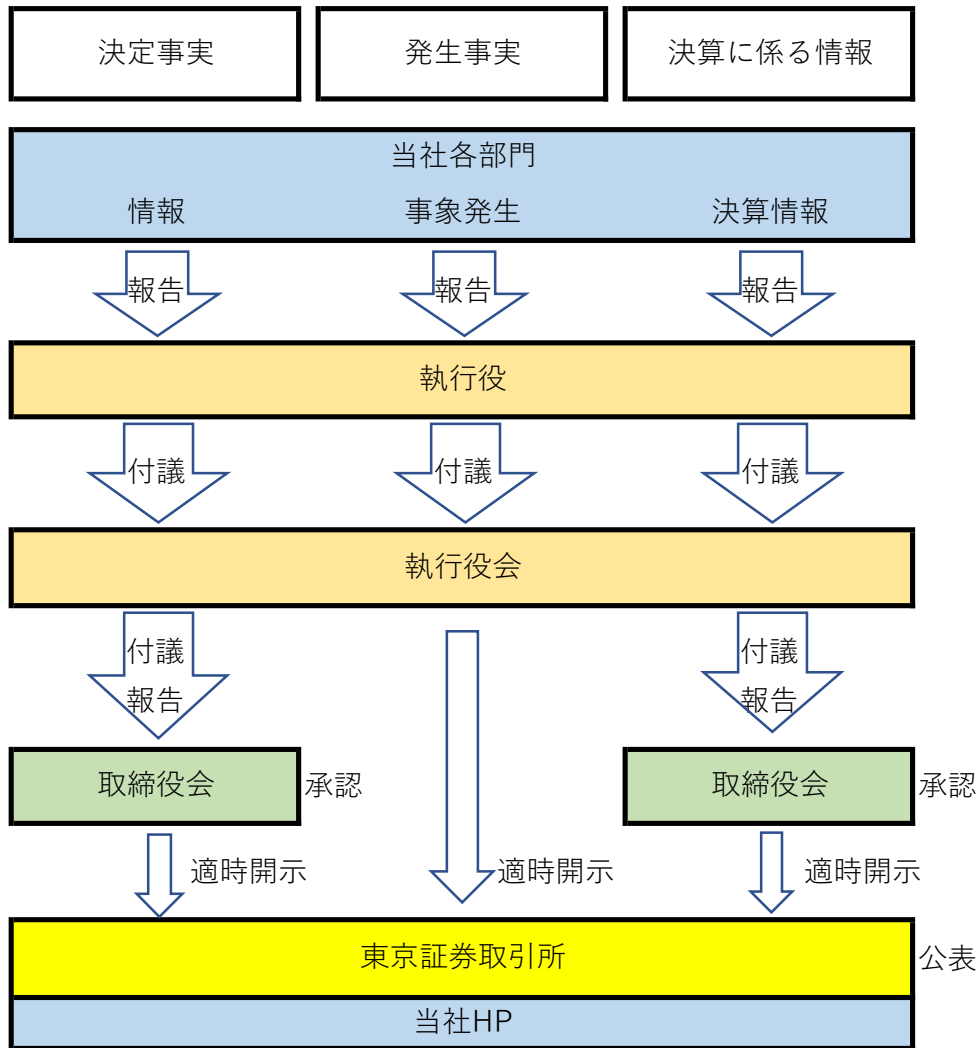 決定事実
発生事実
決算に係る情報
当社各部門
情報
事象発生
決算情報
報告
報告
報告
執行役
付議
付議
付議
執行役会
付議
報告
付議
報告
取締役会
承認
取締役会
承認
適時開示
適時開示
適時開示
東京証券取引所
公表
当社HP